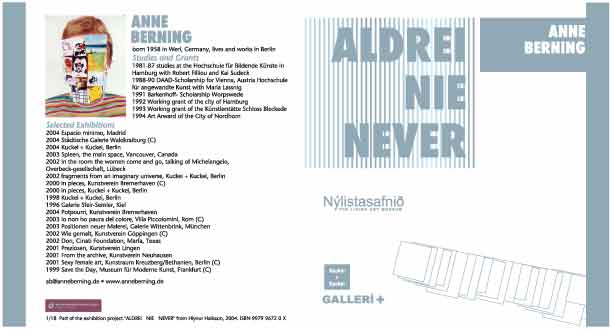 ANNE
BERNING
born 1958 in Werl, Germany, lives and works in Berlin
Studies and Grants
1981-87 studies at the Hochschule für Bildende Künste in
Hamburg with Robert Filliou and Kai Sudeck
1988-90 DAAD-Scholarship for Vienna, Austria Hochschule
für angewandte Kunst with Maria Lassnig
1991 Barkenhoff- Scholarship Worpswede
1992 Working grant of the city of Hamburg
1993 Working grant of the Künstlerstätte Schloss Bleckede
1994 Art Arward of the City of Nordhorn
Selected Exhibitions
2004 Espacio minimo, Madrid
2004 Städtische Galerie Waldkraiburg (C)
2004 Kuckei + Kuckei, Berlin
2003 Spleen, the main space, Vancouver, Canada
2002 in the room the women come and go, talking of Michelangelo,
Overbeck-gesellschaft, Lübeck
2002 fragments from an imaginary universe, Kuckei + Kuckei, Berlin
2000 in pieces, Kunstverein Bremerhaven (C)
2000 in pieces, Kuckei + Kuckei, Berlin
1998 Kuckei + Kuckei, Berlin
1996 Galerie Sfeir-Semler, Kiel
2004 Potpourri, Kunstverein Bremerhaven
2003 io non ho paura del colore, Villa Piccolomini, Rom (C)
2003 Positionen neuer Malerei, Galerie Wittenbrink, München
2002 Wie gemalt, Kunstverein Göppingen (C)
2002 Don, Cinati Foundation, Marfa, Texas
2001 Preziosen, Kunstverein Lingen
2001 From the archive, Kunstverein Neuhausen
2001 Sexy female art, Kunstraum Kreuzberg/Bethanien, Berlin (C)
1999 Save the Day, Museum für Moderne Kunst, Frankfurt (C)
ab@anneberning.de • www.anneberning.de
1/18 Part of the exhibition project "ALDREI NIE NEVER" from Hlynur Hallsson, 2004. ISBN 9979 9672 0 X
ALDREI
NIE
NEVER
Nýlistasafnið
THE LIVING ART MUSEUM
Kuckei
+
Kuckei
GALLERÍ +
ANNE
BERNING